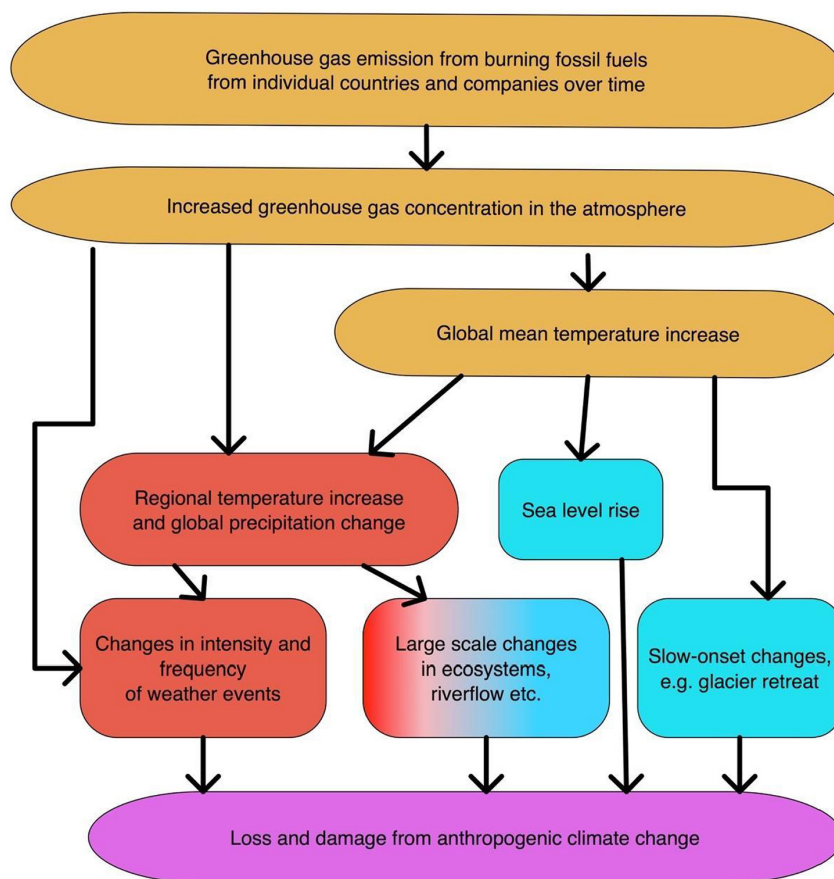 Greenhouse gas emission from burning fossil fuels
from individual countries and companies over time
Increased greenhouse gas concentration in the atmosphere
Global mean temperature increase
Regional temperature increase
and global precipitation change
Sea level rise
Changes in intensity and
frequency
of weather events
Large scale changes
in ecosystems,
riverflow etc.
Slow-onset changes,
e.g. glacier retreat
Loss and damage from anthropogenic climate change